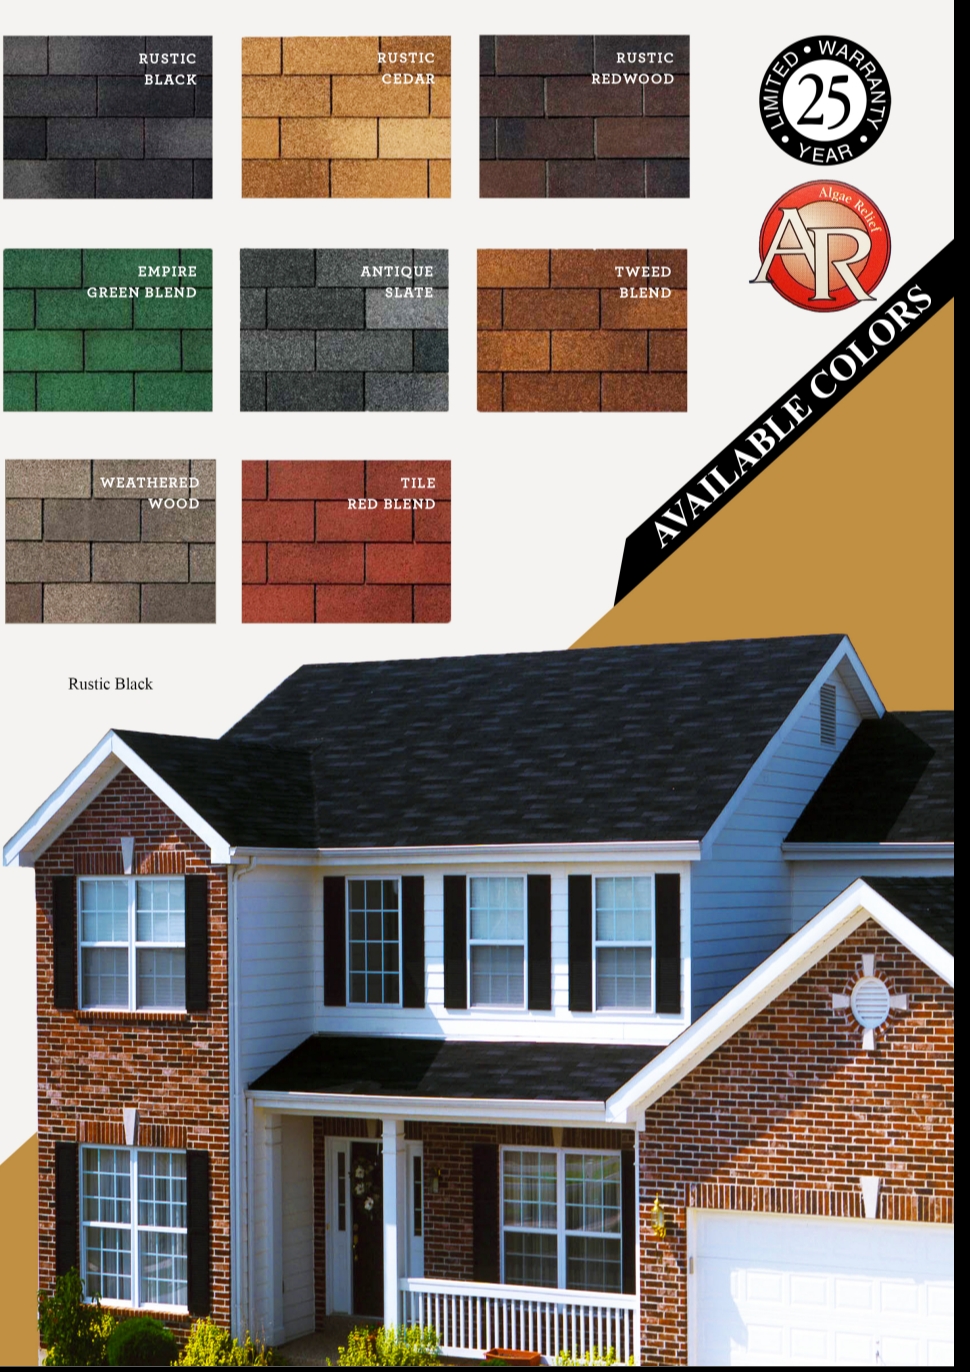 RUSTIC
BLACK
RUSTIC
CEDAR
RUSTIC
REDWOOD
LIMITED • WARRANTY
25
• YEAR •
Algae Relief
AR
EMPIRE
GREEN BLEND
ANTIQUE
SLATE
TWEED
BLEND
AVAILABLE COLORS
WEATHERED
WOOD
TILE
RED BLEND
Rustic Black